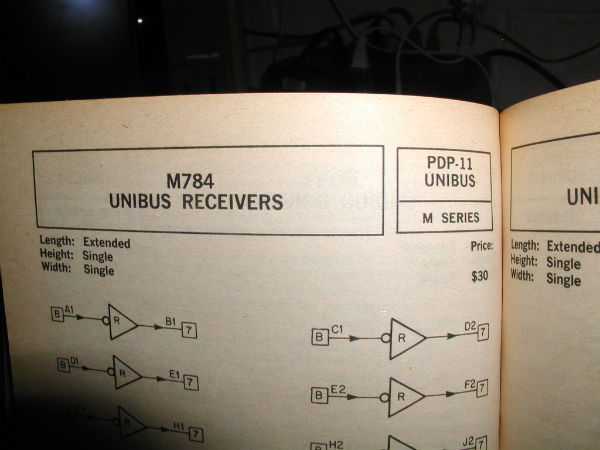 M784
UNIBUS RECEIVERS
PDP-11
UNIBUS
M SERIES
UNI
Length: Extended
Height: Single
Width: Single
Price:
$30
Length: Extended
Height: Single
Width: Single
B A1 R B1 7
B C1 R D2 7
B D1 R E1 7
B E2 R F2 7
R H1 7
B H2 J2 7